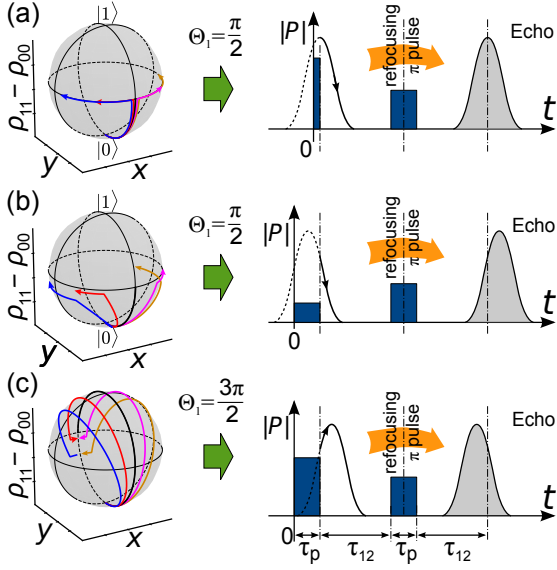 (a)
|1⟩
ρ₁₁ − ρ₀₀
|0⟩
y
x
Θ₁=π/2
|P|
refocusing
π pulse
Echo
0
t
(b)
|1⟩
ρ₁₁ − ρ₀₀
|0⟩
y
x
Θ₁=π/2
|P|
refocusing
π pulse
Echo
0
t
(c)
ρ₁₁ − ρ₀₀
y
x
Θ₁=3π/2
|P|
refocusing
π pulse
Echo
0
t
τp τ₁₂ τp τ₁₂